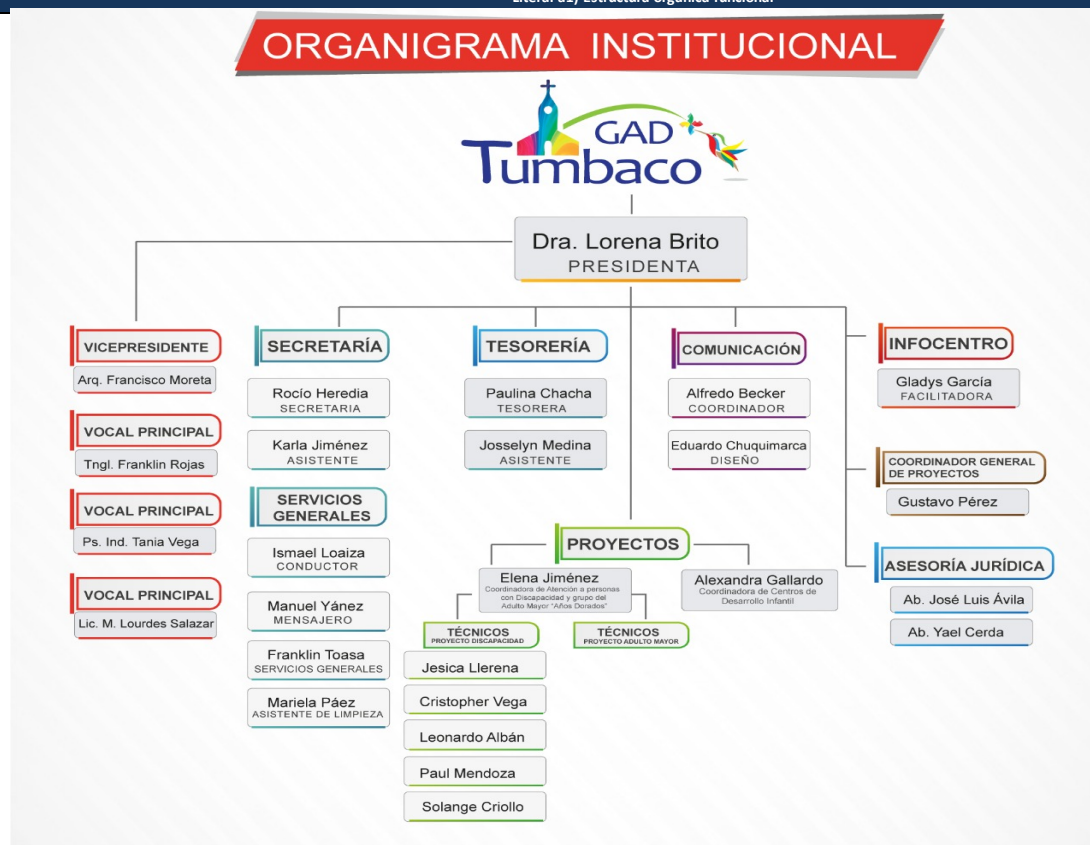 Literal a1) Estructura orgánica funcional
ORGANIGRAMA INSTITUCIONAL
GAD
Tumbaco
Dra. Lorena Brito
PRESIDENTA
VICEPRESIDENTE
Arq. Francisco Moreta
VOCAL PRINCIPAL
Tngl. Franklin Rojas
VOCAL PRINCIPAL
Ps. Ind. Tania Vega
VOCAL PRINCIPAL
Lic. M. Lourdes Salazar
SECRETARÍA
Rocío Heredia
SECRETARIA
Karla Jiménez
ASISTENTE
SERVICIOS
GENERALES
Ismael Loaiza
CONDUCTOR
Manuel Yánez
MENSAJERO
Franklin Toasa
SERVICIOS GENERALES
Mariela Páez
ASISTENTE DE LIMPIEZA
TESORERÍA
Paulina Chacha
TESORERA
Josselyn Medina
ASISTENTE
COMUNICACIÓN
Alfredo Becker
COORDINADOR
Eduardo Chuquimarca
DISEÑO
PROYECTOS
Elena Jiménez
Coordinadora de Atención a personas
con Discapacidad y grupo del
Adulto Mayor "Años Dorados"
Alexandra Gallardo
Coordinadora de Centros de
Desarrollo Infantil
TÉCNICOS
PROYECTO DISCAPACIDAD
Jesica Llerena
Cristopher Vega
Leonardo Albán
Paul Mendoza
Solange Criollo
TÉCNICOS
PROYECTO ADULTO MAYOR
INFOCENTRO
Gladys García
FACILITADORA
COORDINADOR GENERAL
DE PROYECTOS
Gustavo Pérez
ASESORÍA JURÍDICA
Ab. José Luis Ávila
Ab. Yael Cerda